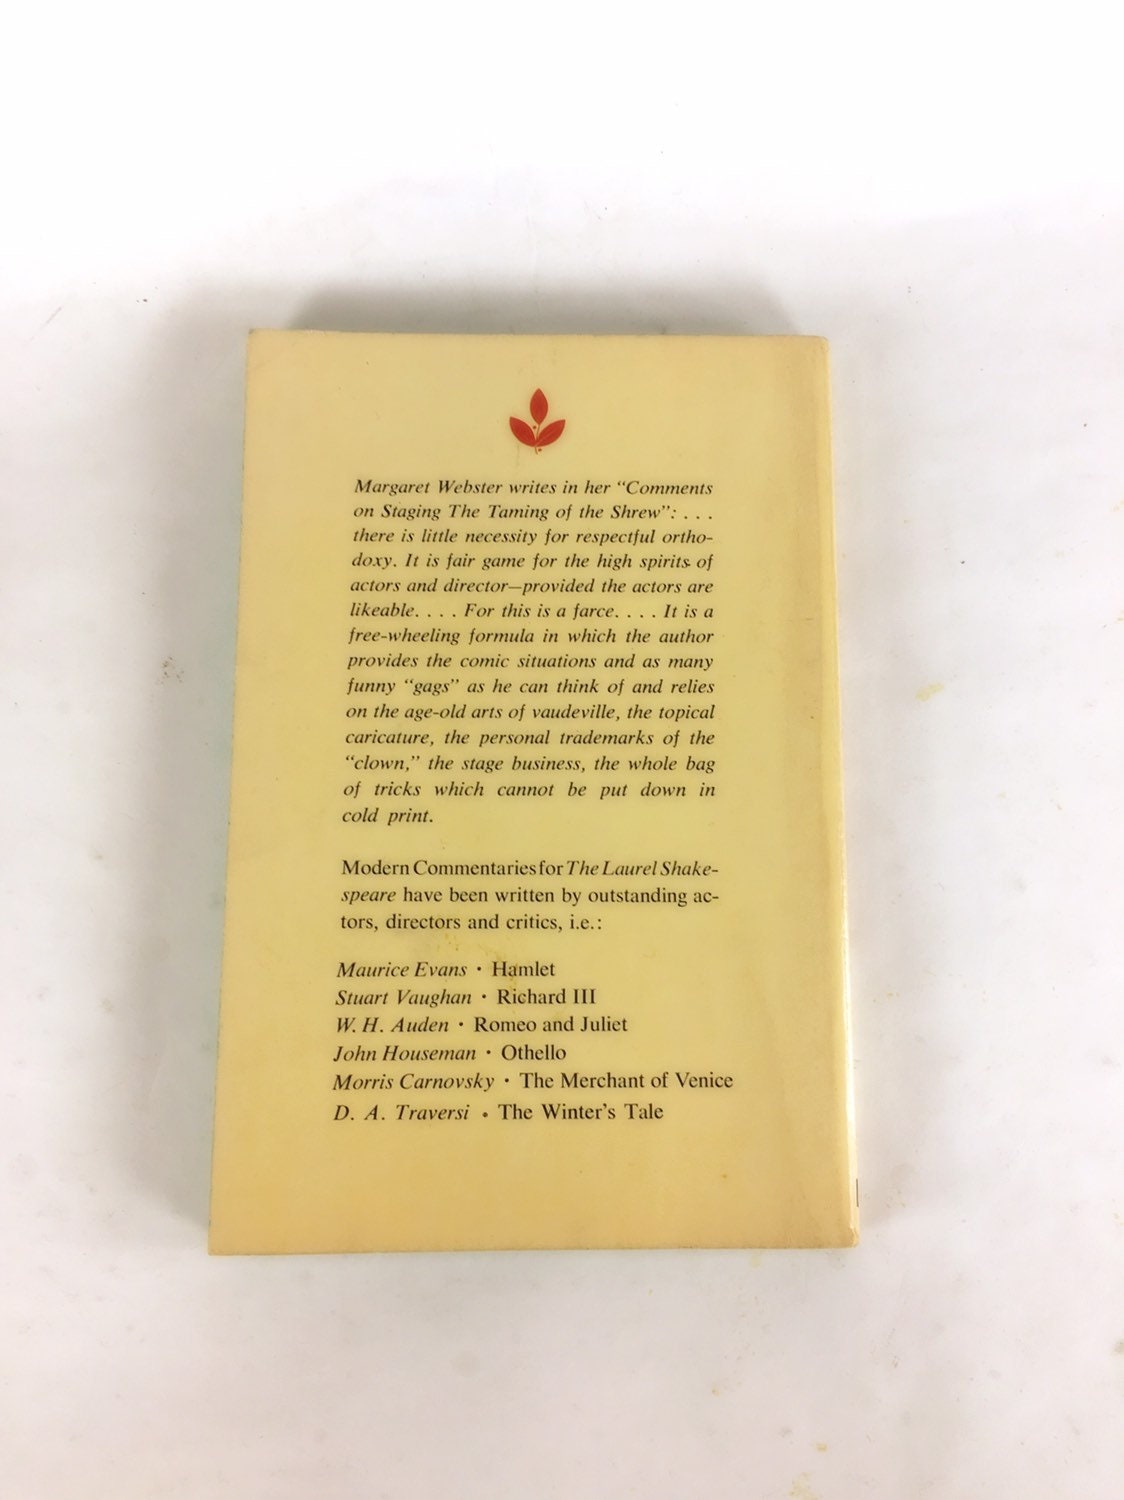 Margaret Webster writes in her “Comments
on Staging The Taming of the Shrew”: . . .
there is little necessity for respectful ortho-
doxy. It is fair game for the high spirits of
actors and director—provided the actors are
likeable. . . . For this is a farce. . . . It is a
free-wheeling formula in which the author
provides the comic situations and as many
funny “gags” as he can think of and relies
on the age-old arts of vaudeville, the topical
caricature, the personal trademarks of the
“clown,” the stage business, the whole bag
of tricks which cannot be put down in
cold print.
Modern Commentaries for The Laurel Shake-
speare have been written by outstanding ac-
tors, directors and critics, i.e.:
Maurice Evans • Hamlet
Stuart Vaughan • Richard III
W. H. Auden • Romeo and Juliet
John Houseman • Othello
Morris Carnovsky • The Merchant of Venice
D. A. Traversi • The Winter’s Tale